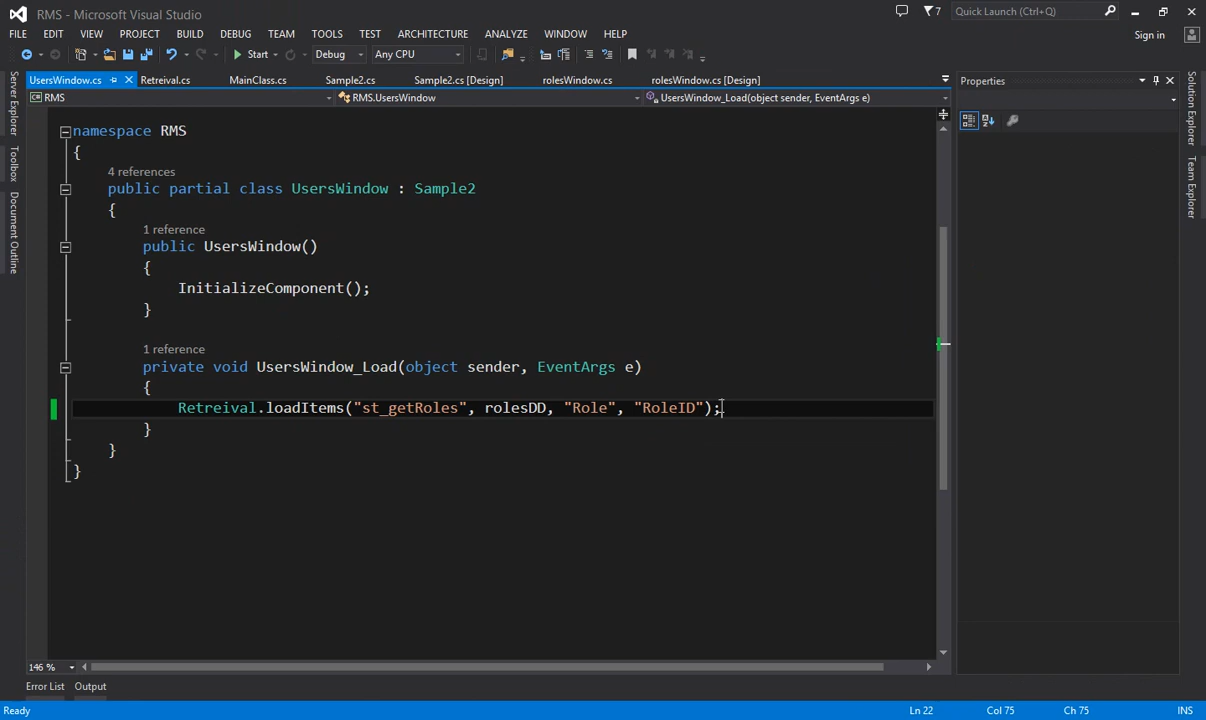 RMS - Microsoft Visual Studio
7
Quick Launch (Ctrl+Q)
FILE EDIT VIEW PROJECT BUILD DEBUG TEAM TOOLS TEST ARCHITECTURE ANALYZE WINDOW HELP
Sign in
Start Debug Any CPU
UsersWindow.cs Retreival.cs MainClass.cs Sample2.cs Sample2.cs [Design] rolesWindow.cs rolesWindow.cs [Design]
Properties
RMS RMS.UsersWindow UsersWindow_Load(object sender, EventArgs e)
Server Explorer
Toolbox
Document Outline
Solution Explorer
Team Explorer
namespace RMS
{
4 references
public partial class UsersWindow : Sample2
{
1 reference
public UsersWindow()
{
InitializeComponent();
}
1 reference
private void UsersWindow_Load(object sender, EventArgs e)
{
Retreival.loadItems("st_getRoles", rolesDD, "Role", "RoleID");
}
}
}
146 %
Error List Output
Ready Ln 22 Col 75 Ch 75 INS